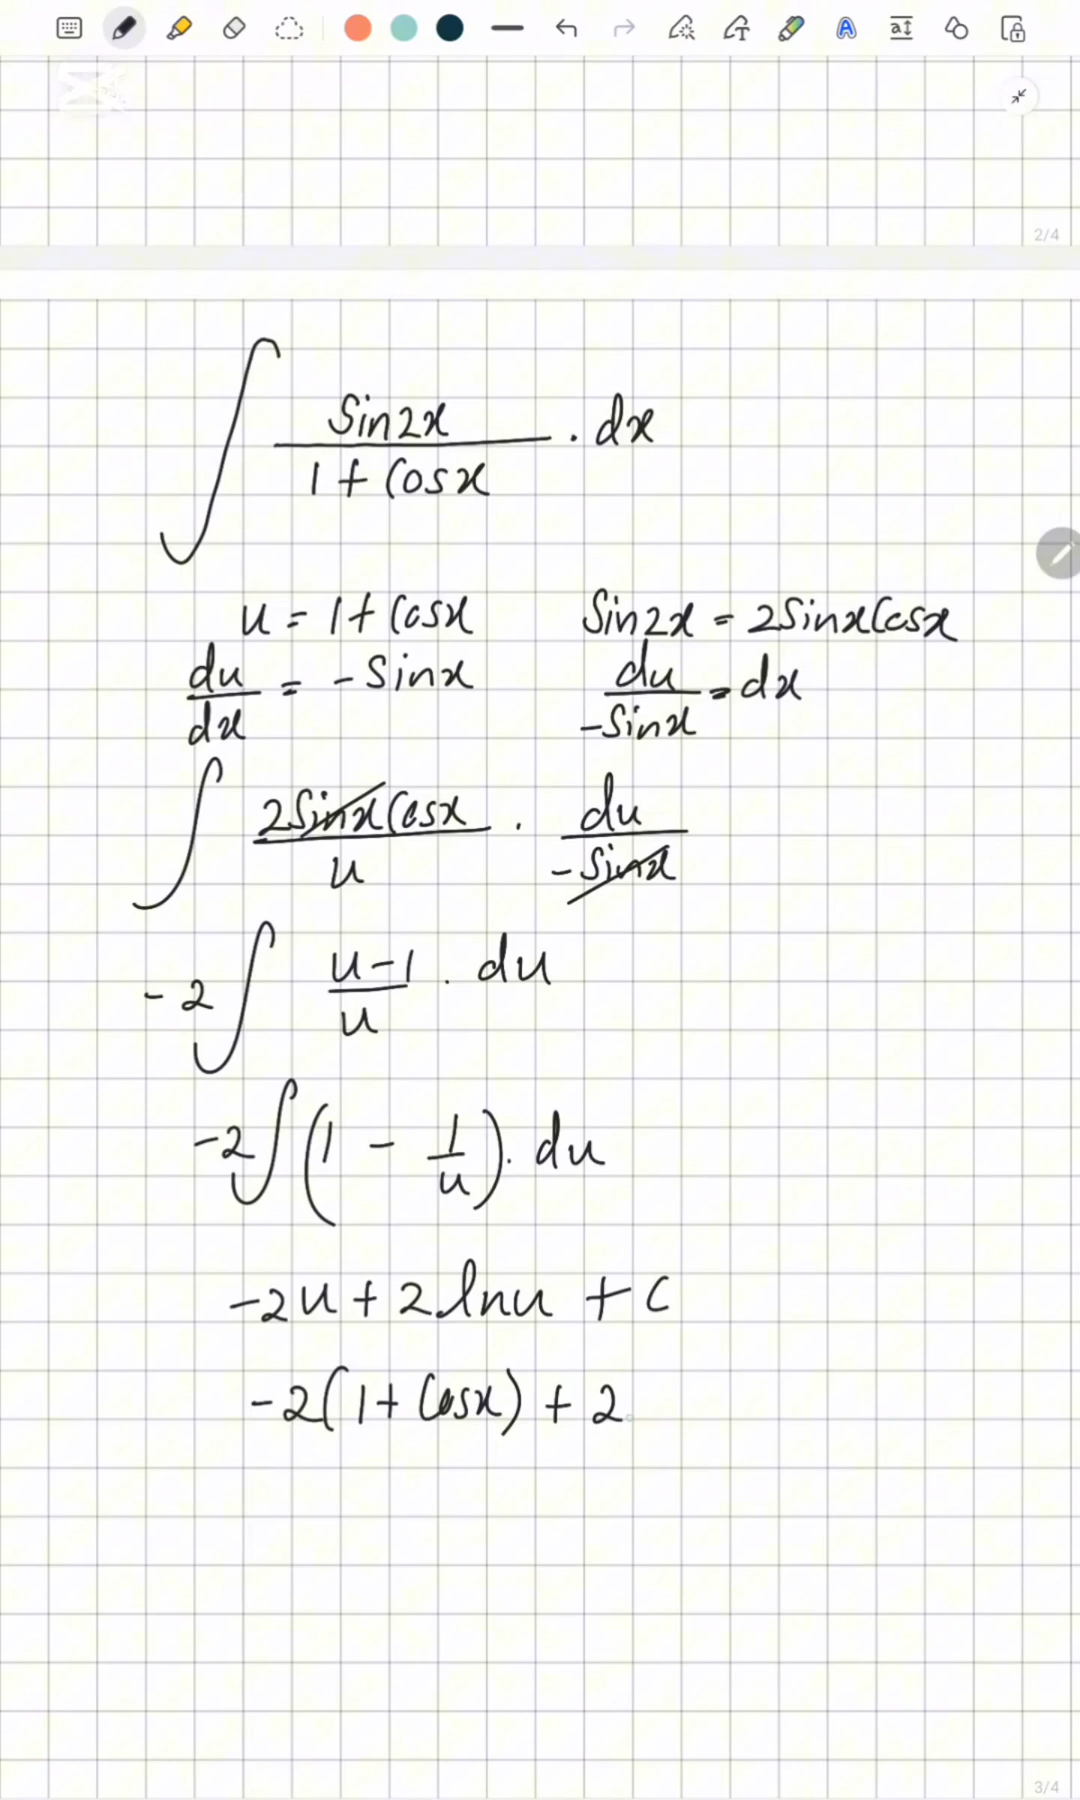 2/4
∫ Sin2x / 1 + Cosx . dx
u = 1 + Cosx Sin2x = 2SinxCosx
du/dx = - Sinx du/-Sinx = dx
∫ 2SinxCosx / u . du / -Sinx
-2 ∫ u-1 / u . du
-2 ∫ (1 - 1/u) . du
-2u + 2lnu + C
-2(1 + Cosx) + 2
3/4